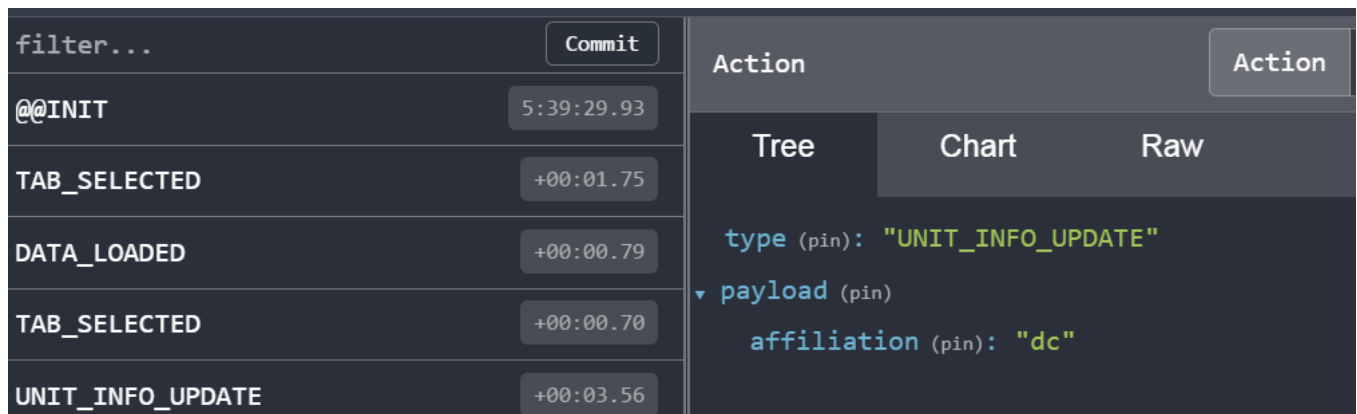 filter...
Commit
@@INIT
5:39:29.93
TAB_SELECTED
+00:01.75
DATA_LOADED
+00:00.79
TAB_SELECTED
+00:00.70
UNIT_INFO_UPDATE
+00:03.56
Action
Action
Tree
Chart
Raw
type (pin): "UNIT_INFO_UPDATE"
payload (pin)
affiliation (pin): "dc"